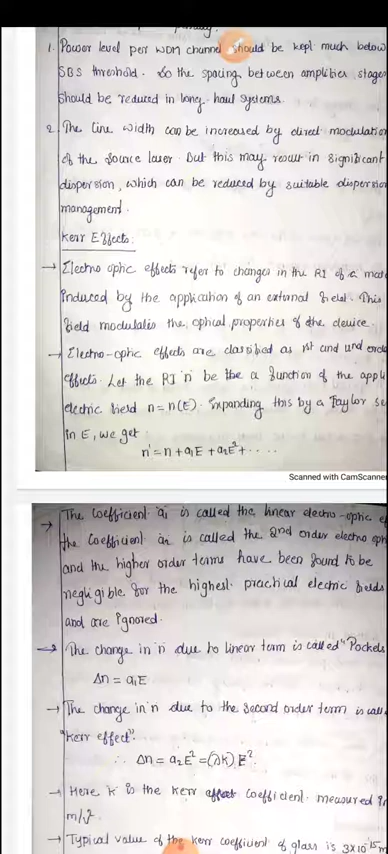 1. Power level per WDM channel should be kept much below
SBS threshold. So the spacing between amplifier stages
should be reduced in long-haul systems.
2. The line width can be increased by direct modulation
of the source laser. But this may result in significant
dispersion, which can be reduced by suitable dispersion
management.
Kerr Effects:
→ Electro optic effects refer to changes in the RI of a mate
induced by the application of an external field. This
field modulates the optical properties of the device.
→ Electro-optic effects are classified as 1st and 2nd orde
effects. Let the RI 'n' be the a function of the appl
electric field n = n(E). Expanding this by a Taylor se
in E, we get
n' = n + a₁E + a₂E² + ....
Scanned with CamScanner
→ The coefficient a₁ is called the linear electro-optic e
the coefficient a₂ is called the 2nd order electro opt
and the higher order terms have been found to be
negligible for the highest practical electric fields
and are ignored.
→ The change in 'n' due to linear term is called "Pockels
Δn = a₁E
→ The change in 'n' due to the second order term is call
"Kerr effect".
∴ Δn = a₂E² = (λk) E²
→ Here k is the Kerr effect coefficient measured in
m/V²
→ Typical value of the Kerr coefficient of glass is 3×10⁻¹⁵m